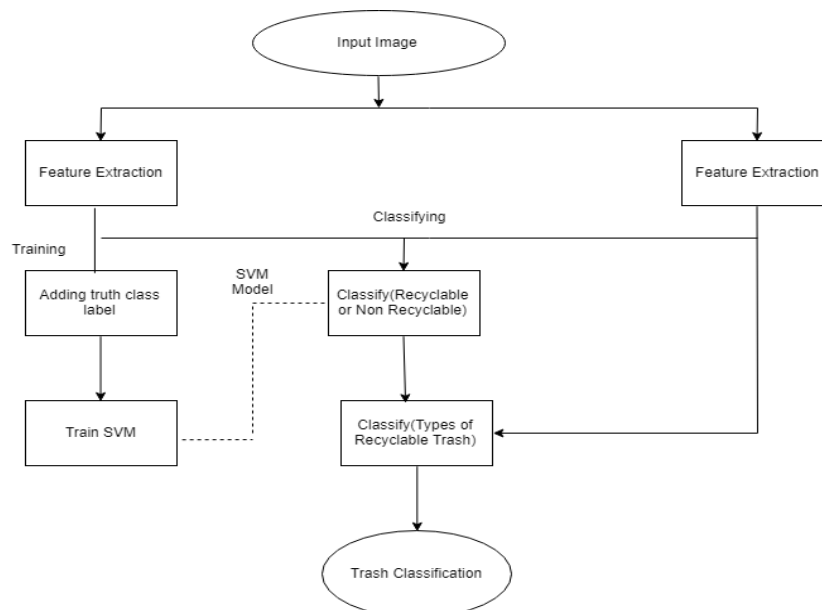 Input Image
Feature Extraction
Feature Extraction
Classifying
Training
SVM
Model
Adding truth class
label
Classify(Recyclable
or Non Recyclable)
Train SVM
Classify(Types of
Recyclable Trash)
Trash Classification